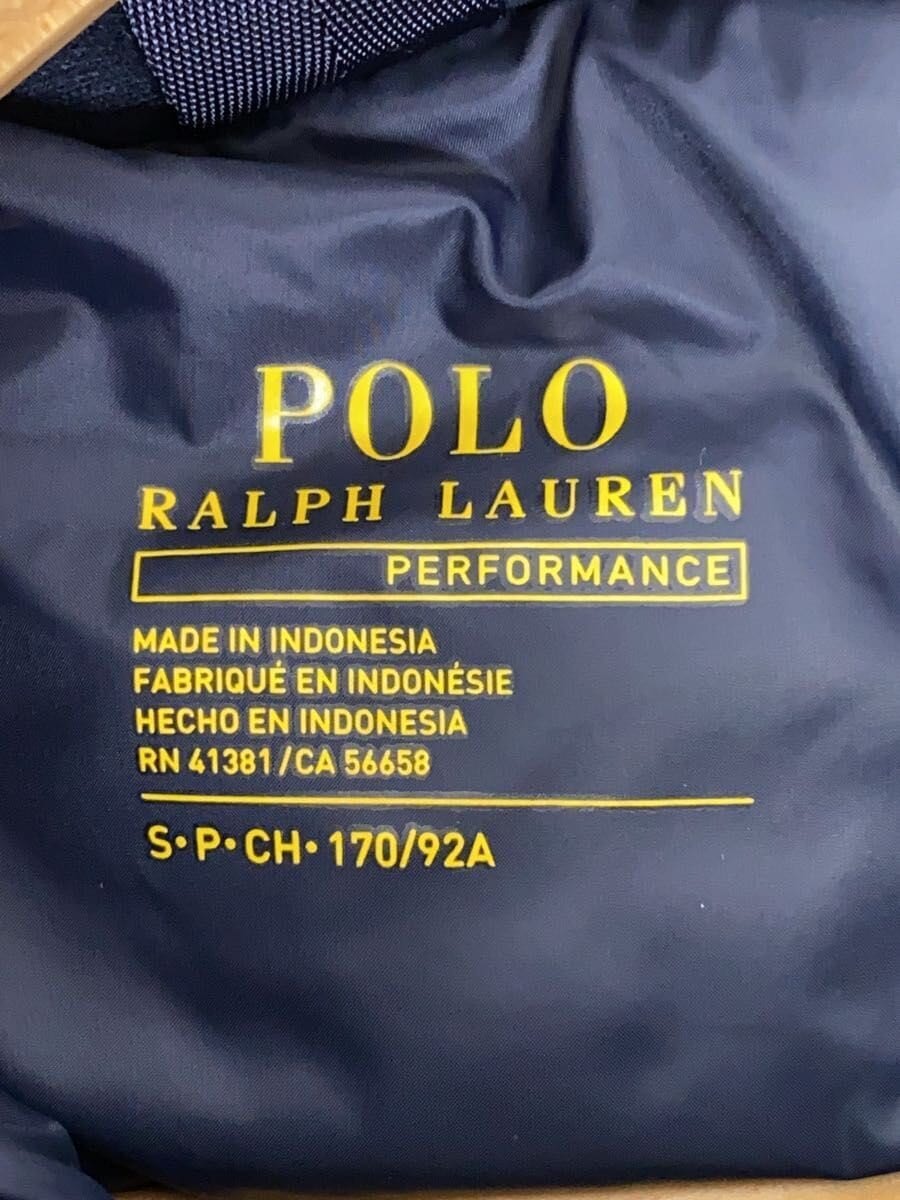 POLO
RALPH LAUREN
PERFORMANCE
MADE IN INDONESIA
FABRIQUÉ EN INDONÉSIE
HECHO EN INDONESIA
RN 41381/CA 56658
S•P•CH• 170/92A